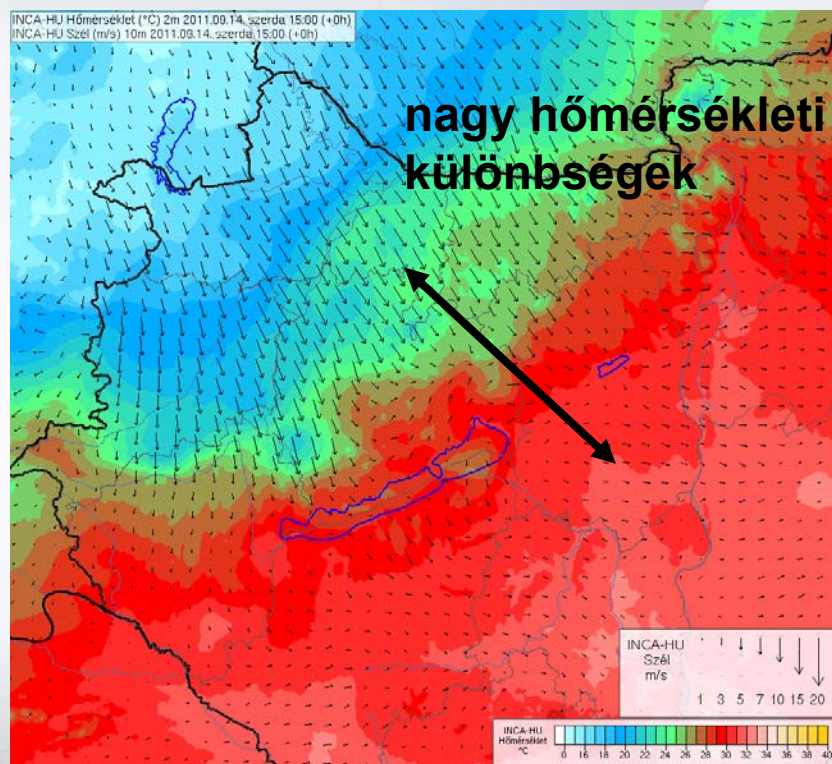 INCA-HU Hőmérséklet (°C) 2m 2011.09.14. szerda 15:00 (+0h)
INCA-HU Szél (m/s) 10m 2011.09.14. szerda 15:00 (+0h)
nagy hőmérsékleti
különbségek
INCA-HU
Szél
m/s
1 3 5 7 10 15 20
INCA-HU
Hőmérséklet
°C
0 16 18 20 22 24 26 28 30 32 34 36 38 40